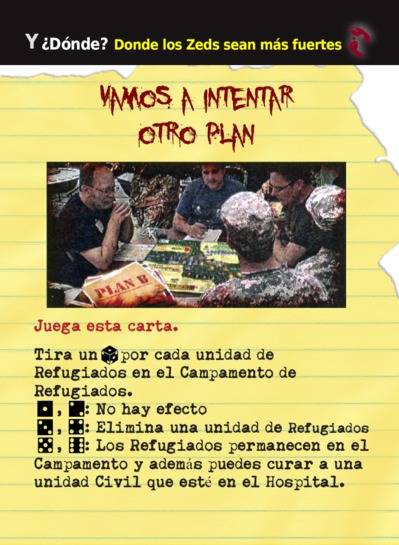 Y ¿Dónde? Donde los Zeds sean más fuertes
VAMOS A INTENTAR
OTRO PLAN
PLAN B
Juega esta carta.
Tira un por cada unidad de
Refugiados en el Campamento de
Refugiados.
, : No hay efecto
, : Elimina una unidad de Refugiados
, : Los Refugiados permanecen en el
Campamento y además puedes curar a una
unidad Civil que esté en el Hospital.